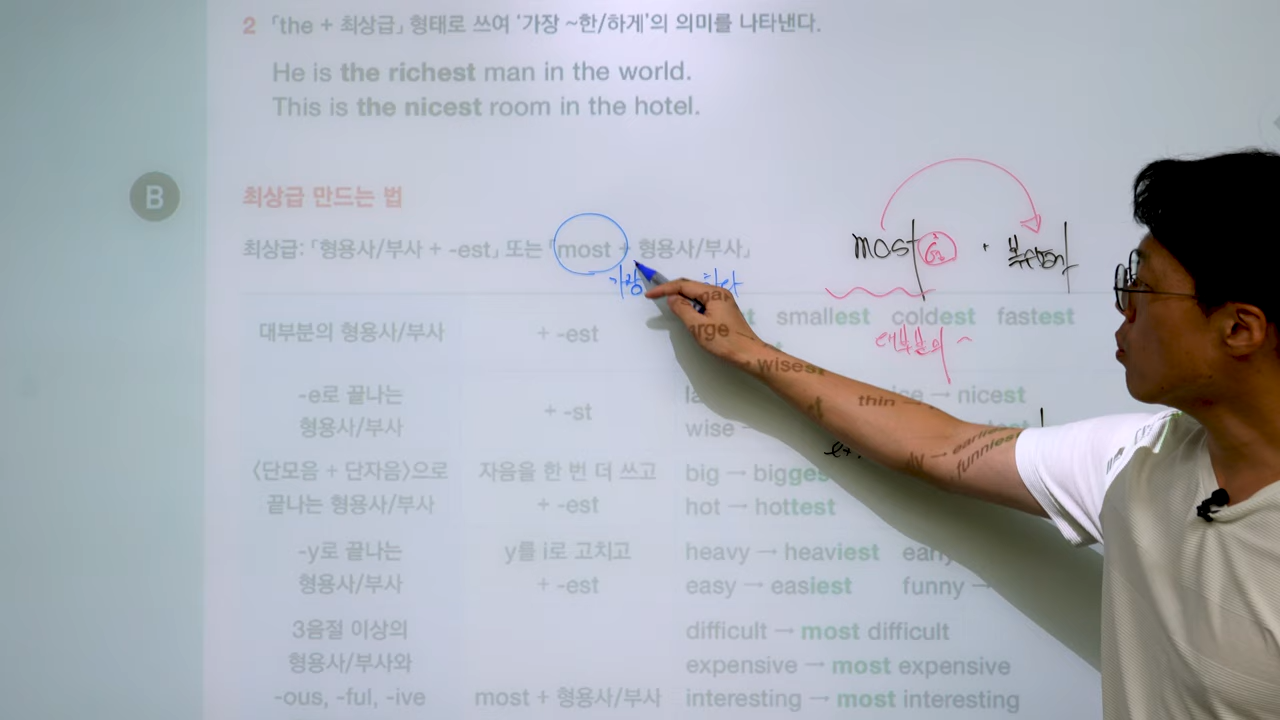 2 「the + 최상급」 형태로 쓰여 ‘가장 ~한/하게’의 의미를 나타낸다.
He is the richest man in the world.
This is the nicest room in the hotel.
B 최상급 만드는 법
최상급: 「형용사/부사 + -est」 또는 「most + 형용사/부사」
most
가장
대부분의 ~
대부분의 형용사/부사 + -est smallest coldest fastest
-e로 끝나는 형용사/부사 + -st wise → wisest nicest
〈단모음 + 단자음〉으로 끝나는 형용사/부사 자음을 한 번 더 쓰고 + -est big → biggest thin →
hot → hottest
-y로 끝나는 형용사/부사 y를 i로 고치고 + -est heavy → heaviest → earliest
easy → easiest funny → funniest
3음절 이상의 difficult → most difficult
형용사/부사와 expensive → most expensive
-ous, -ful, -ive most + 형용사/부사 interesting → most interesting